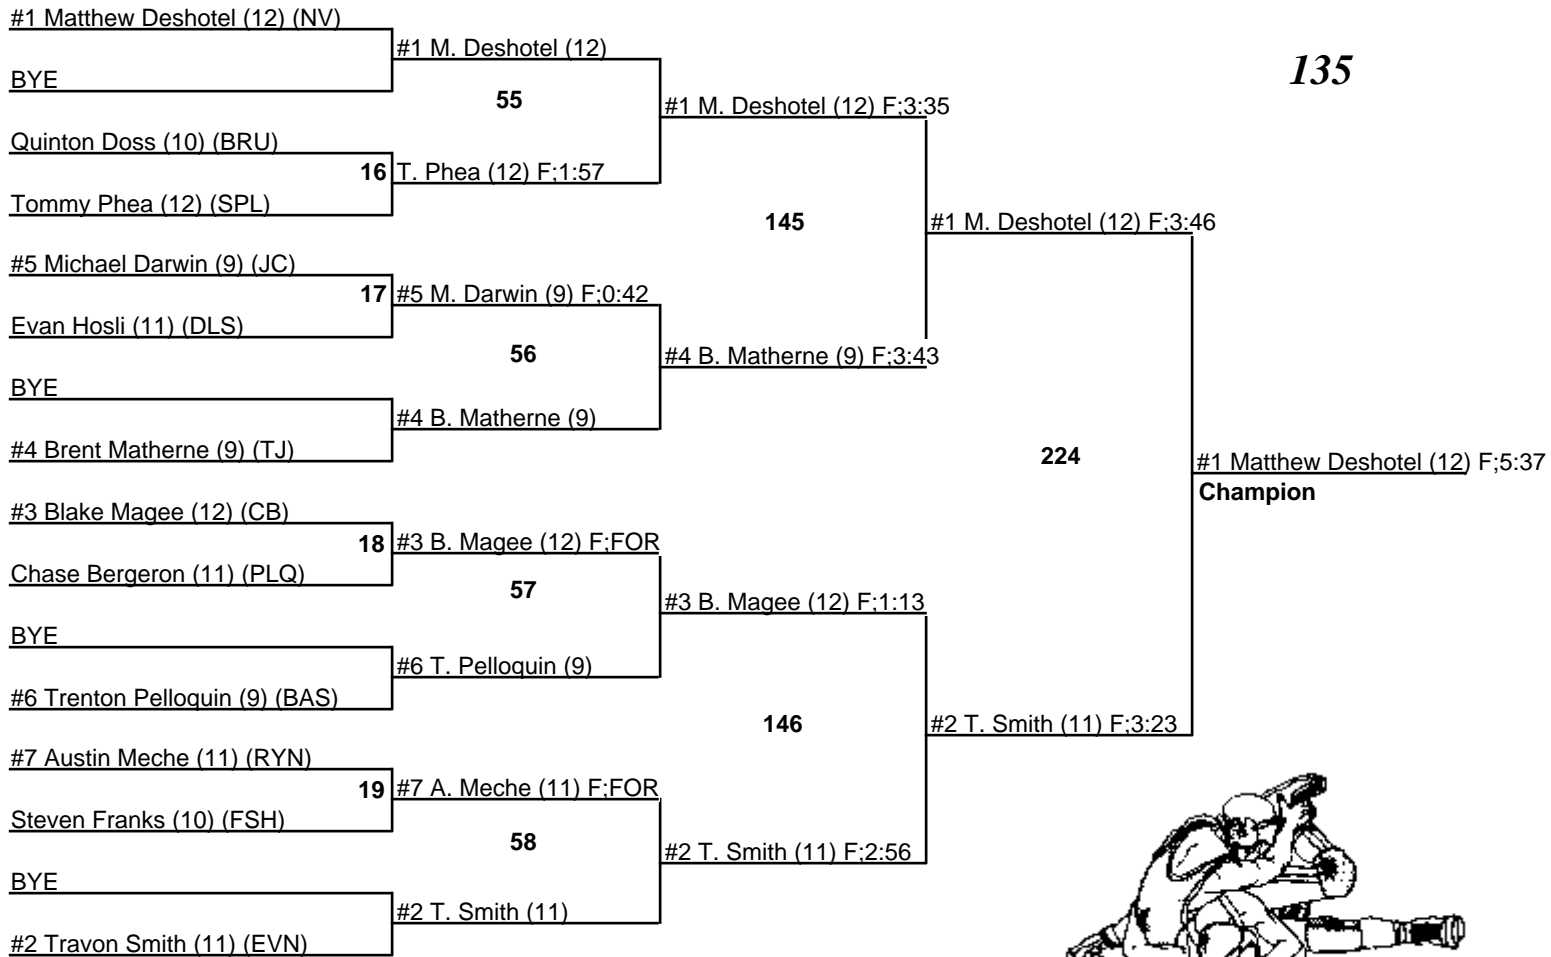 #1 Matthew Deshotel (12) (NV)
BYE
Quinton Doss (10) (BRU)
Tommy Phea (12) (SPL)
#5 Michael Darwin (9) (JC)
Evan Hosli (11) (DLS)
BYE
#4 Brent Matherne (9) (TJ)
#3 Blake Magee (12) (CB)
Chase Bergeron (11) (PLQ)
BYE
#6 Trenton Pelloquin (9) (BAS)
#7 Austin Meche (11) (RYN)
Steven Franks (10) (FSH)
BYE
#2 Travon Smith (11) (EVN)
#1 M. Deshotel (12)
55
16 T. Phea (12) F;1:57
17 #5 M. Darwin (9) F;0:42
56
#4 B. Matherne (9)
18 #3 B. Magee (12) F;FOR
57
#6 T. Pelloquin (9)
19 #7 A. Meche (11) F;FOR
58
#2 T. Smith (11)
#1 M. Deshotel (12) F;3:35
145
#4 B. Matherne (9) F;3:43
#3 B. Magee (12) F;1:13
146
#2 T. Smith (11) F;2:56
#1 M. Deshotel (12) F;3:46
224
#2 T. Smith (11) F;3:23
135
#1 Matthew Deshotel (12) F;5:37
Champion